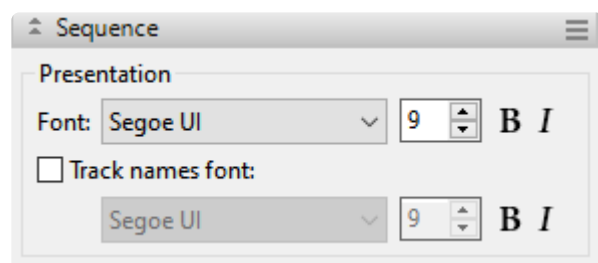 Sequence
Presentation
Font: Segoe UI 9 B I
Track names font:
Segoe UI 9 B I